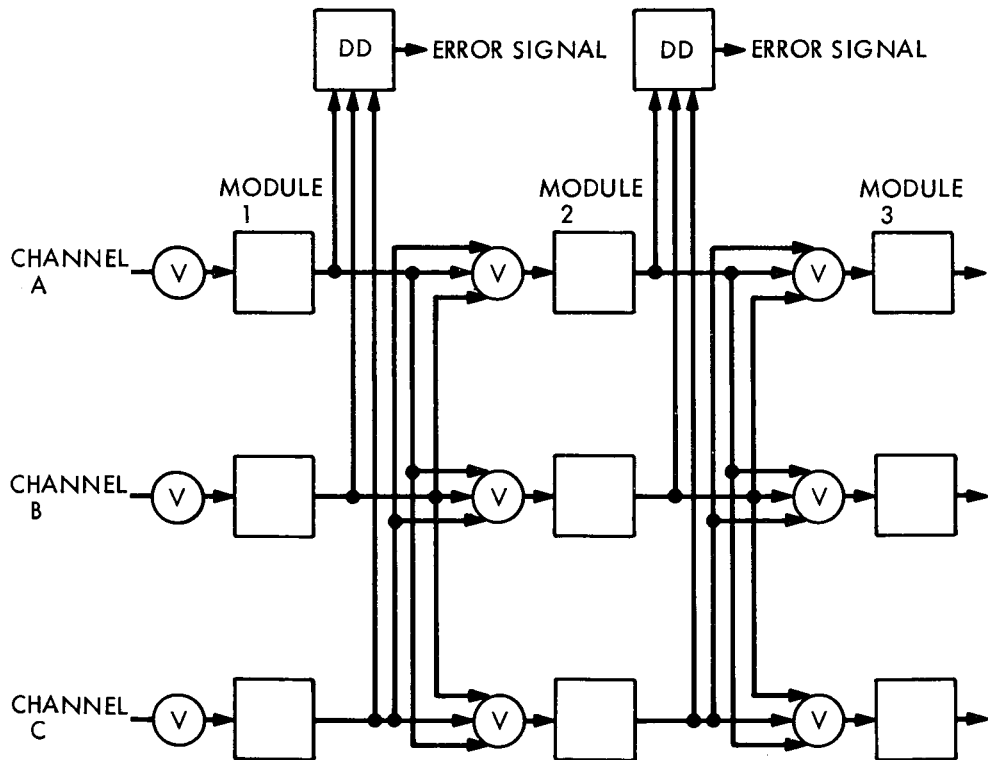 DD
ERROR SIGNAL
DD
ERROR SIGNAL
MODULE
1
MODULE
2
MODULE
3
CHANNEL
A
V
V
V
CHANNEL
B
V
V
V
CHANNEL
C
V
V
V